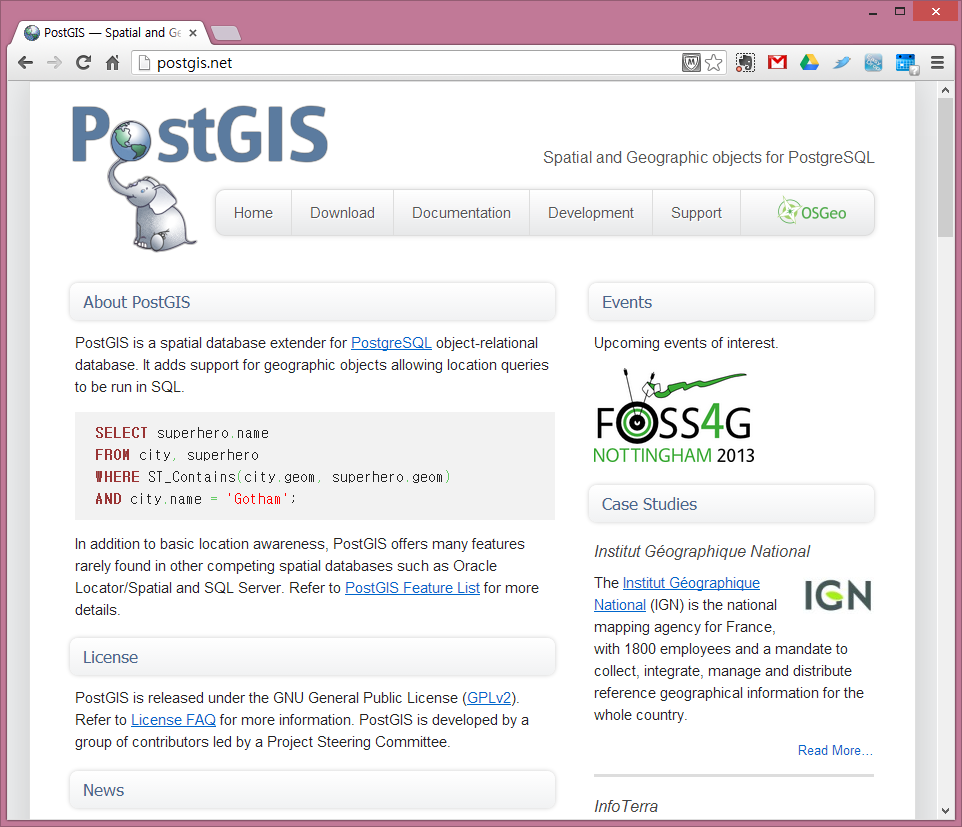 PostGIS — Spatial and Ge
postgis.net
PostGIS
Spatial and Geographic objects for PostgreSQL
Home Download Documentation Development Support OSGeo
About PostGIS
PostGIS is a spatial database extender for PostgreSQL object-relational
database. It adds support for geographic objects allowing location queries
to be run in SQL.
SELECT superhero.name
FROM city, superhero
WHERE ST_Contains(city.geom, superhero.geom)
AND city.name = 'Gotham';
In addition to basic location awareness, PostGIS offers many features
rarely found in other competing spatial databases such as Oracle
Locator/Spatial and SQL Server. Refer to PostGIS Feature List for more
details.
License
PostGIS is released under the GNU General Public License (GPLv2).
Refer to License FAQ for more information. PostGIS is developed by a
group of contributors led by a Project Steering Committee.
News
Events
Upcoming events of interest.
FOSS4G
NOTTINGHAM 2013
Case Studies
Institut Géographique National
The Institut Géographique
National (IGN) is the national
mapping agency for France,
IGN
with 1800 employees and a mandate to
collect, integrate, manage and distribute
reference geographical information for the
whole country.
Read More…
InfoTerra